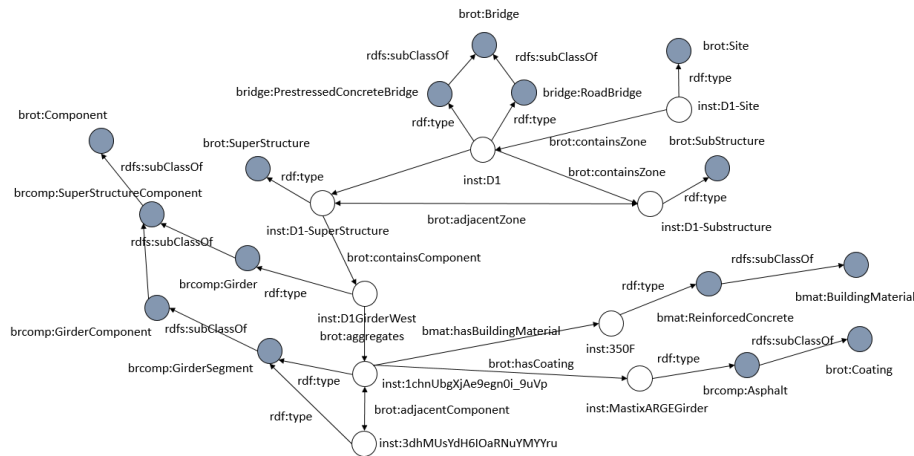 brot:Bridge
rdfs:subClassOf
rdfs:subClassOf
brot:Site
bridge:PrestressedConcreteBridge
bridge:RoadBridge
rdf:type
rdf:type
rdf:type
inst:D1-Site
brot:Component
brot:SuperStructure
brot:containsZone
brot:SubStructure
rdfs:subClassOf
inst:D1
brot:containsZone
rdf:type
rdf:type
brcomp:SuperStructureComponent
brot:adjacentZone
inst:D1-SuperStructure
inst:D1-Substructure
rdfs:subClassOf
brot:containsComponent
brcomp:Girder
rdf:type
rdfs:subClassOf
inst:D1GirderWest
rdf:type
bmat:BuildingMaterial
brcomp:GirderComponent
rdfs:subClassOf
brot:aggregates
bmat:hasBuildingMaterial
bmat:ReinforcedConcrete
inst:350F
rdfs:subClassOf
brcomp:GirderSegment
brot:hasCoating
rdf:type
brot:Coating
rdf:type
inst:1chnUbgXjAe9egn0i_9uVp
brcomp:Asphalt
inst:MastixARGEGirder
rdf:type
brot:adjacentComponent
inst:3dhMUsYdH6IOaRNuYMYYru